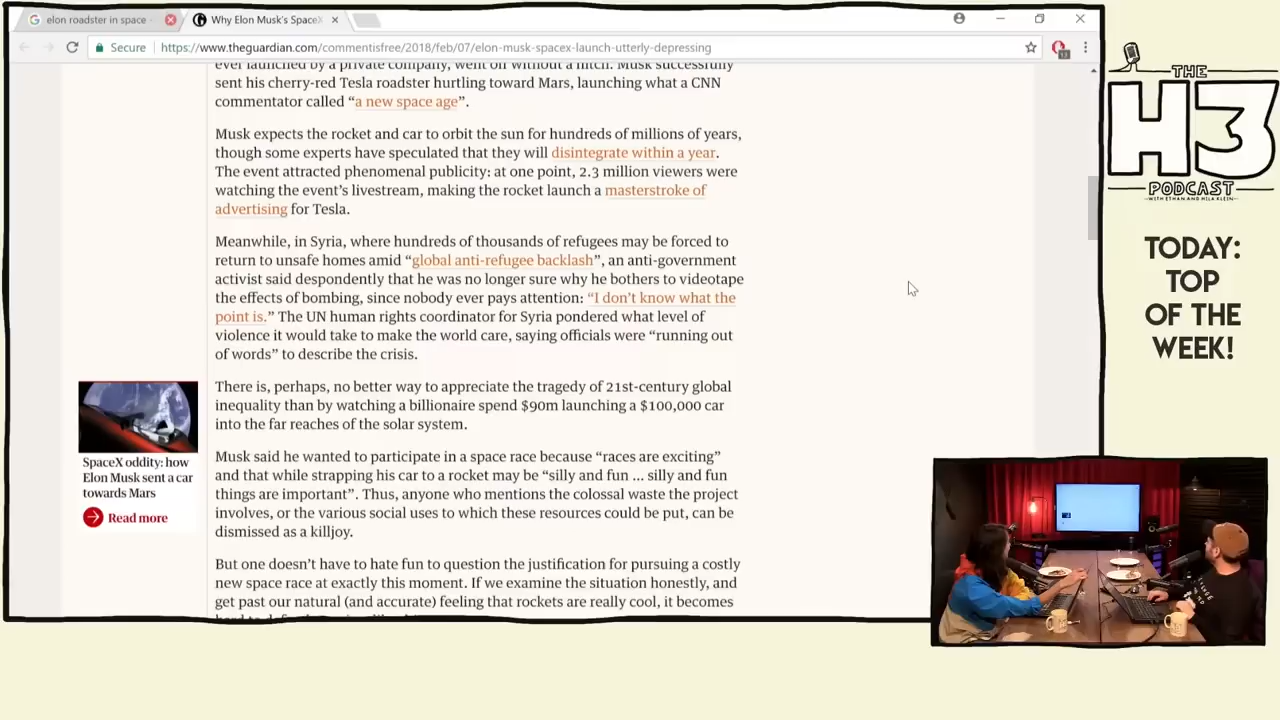 elon roadster in space
Why Elon Musk's Space
Secure
https://www.theguardian.com/commentisfree/2018/feb/07/elon-musk-spacex-launch-utterly-depressing
ever launched by a private company, went off without a hitch. Musk successfully
sent his cherry-red Tesla roadster hurtling toward Mars, launching what a CNN
commentator called “a new space age”.
Musk expects the rocket and car to orbit the sun for hundreds of millions of years,
though some experts have speculated that they will disintegrate within a year.
The event attracted phenomenal publicity: at one point, 2.3 million viewers were
watching the event’s livestream, making the rocket launch a masterstroke of
advertising for Tesla.
Meanwhile, in Syria, where hundreds of thousands of refugees may be forced to
return to unsafe homes amid “global anti-refugee backlash”, an anti-government
activist said despondently that he was no longer sure why he bothers to videotape
the effects of bombing, since nobody ever pays attention: “I don’t know what the
point is.” The UN human rights coordinator for Syria pondered what level of
violence it would take to make the world care, saying officials were “running out
of words” to describe the crisis.
There is, perhaps, no better way to appreciate the tragedy of 21st-century global
inequality than by watching a billionaire spend $90m launching a $100,000 car
into the far reaches of the solar system.
Musk said he wanted to participate in a space race because “races are exciting”
and that while strapping his car to a rocket may be “silly and fun ... silly and fun
things are important”. Thus, anyone who mentions the colossal waste the project
involves, or the various social uses to which these resources could be put, can be
dismissed as a killjoy.
But one doesn’t have to hate fun to question the justification for pursuing a costly
new space race at exactly this moment. If we examine the situation honestly, and
get past our natural (and accurate) feeling that rockets are really cool, it becomes
SpaceX oddity: how
Elon Musk sent a car
towards Mars
Read more
THE
H3
PODCAST
WITH ETHAN AND HILA KLEIN
TODAY:
TOP
OF THE
WEEK!